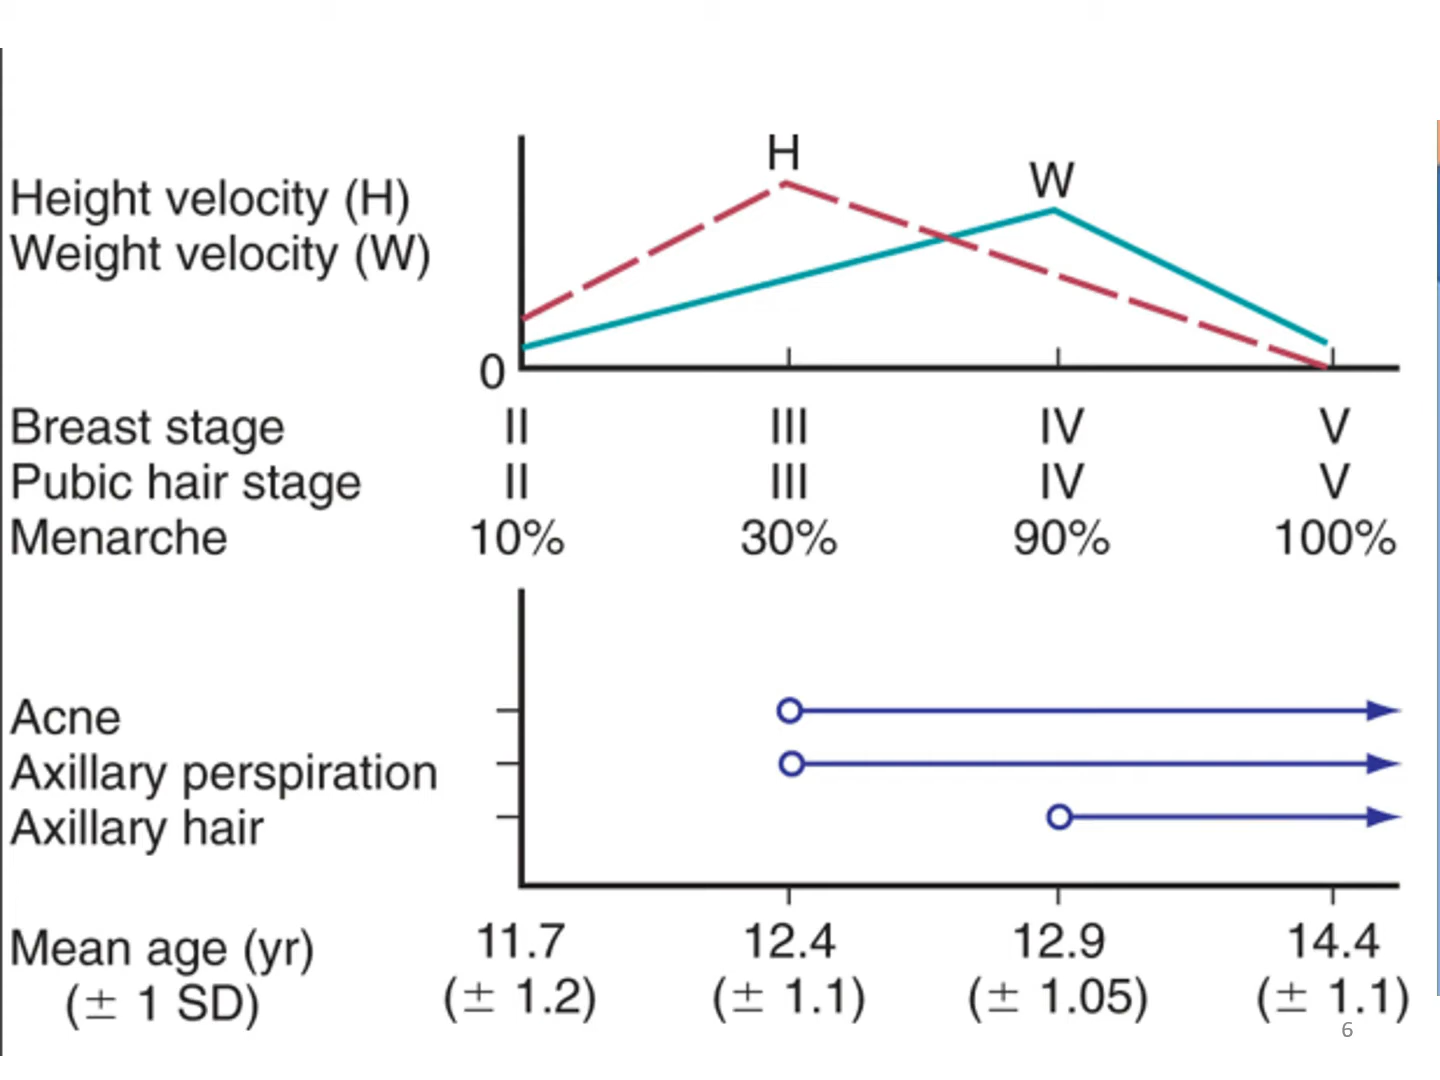 H
W
Height velocity (H)
Weight velocity (W)
0
Breast stage II III IV V
Pubic hair stage II III IV V
Menarche 10% 30% 90% 100%
Acne
Axillary perspiration
Axillary hair
Mean age (yr) 11.7 12.4 12.9 14.4
(± 1 SD) (± 1.2) (± 1.1) (± 1.05) (± 1.1)
6